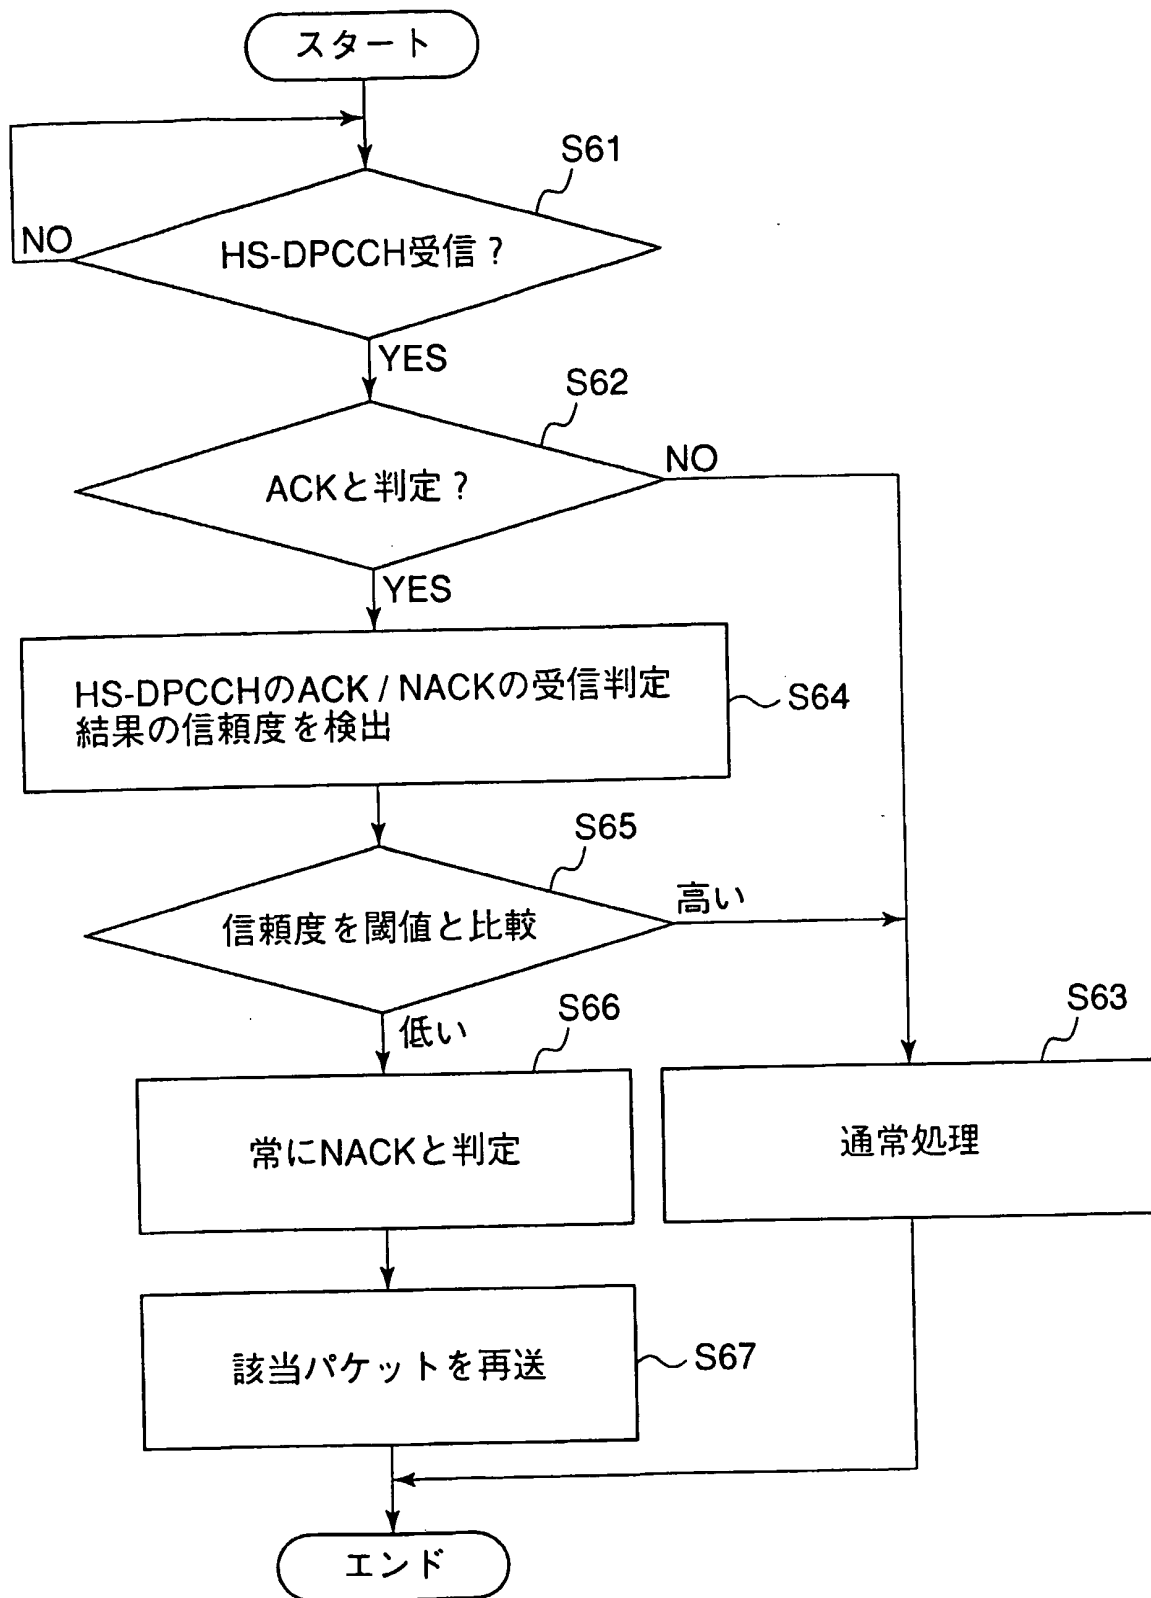 スタート
S61
NO
HS-DPCCH受信？
YES
S62
NO
ACKと判定？
YES
HS-DPCCHのACK / NACKの受信判定
結果の信頼度を検出
S64
S65
高い
信頼度を閾値と比較
低い
S66
S63
常にNACKと判定
通常処理
該当パケットを再送
S67
エンド